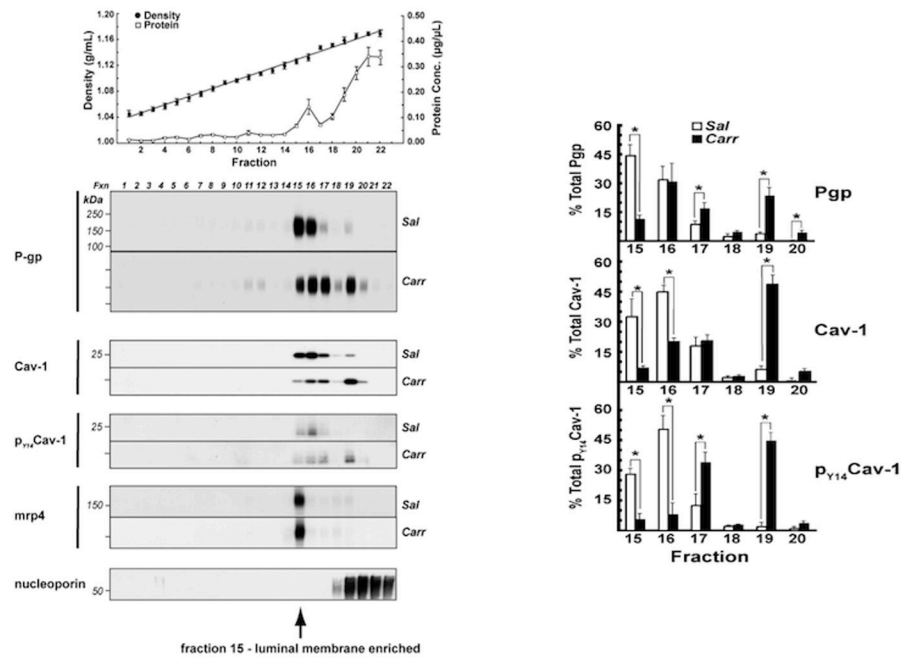 Density
Protein
1.20
1.16
1.12
1.08
1.04
1.00
Density (g/mL)
0.50
0.40
0.30
0.20
0.10
0.00
Protein Conc. (µg/µL)
2 4 6 8 10 12 14 16 18 20 22
Fraction
Fxn 1 2 3 4 5 6 7 8 9 10 11 12 13 14 15 16 17 18 19 20 21 22
kDa
250
150
100
P-gp
Sal
Carr
Cav-1
25
Sal
Carr
pY14Cav-1
25
Sal
Carr
mrp4
150
Sal
Carr
nucleoporin
50
fraction 15 - luminal membrane enriched
Sal
Carr
% Total Pgp
60
45
30
15
* * * *
15 16 17 18 19 20
Pgp
% Total Cav-1
60
45
30
15
* * *
15 16 17 18 19 20
Cav-1
% Total pY14Cav-1
60
45
30
15
* * * *
15 16 17 18 19 20
pY14Cav-1
Fraction